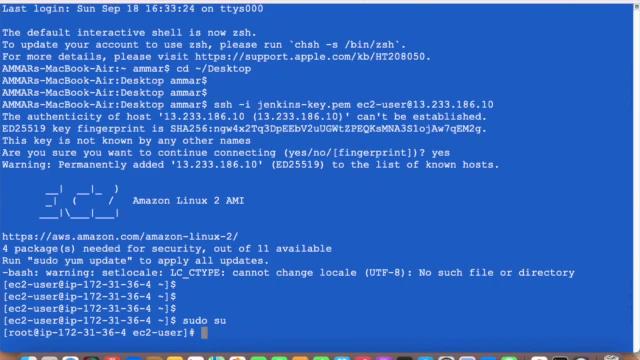 Last login: Sun Sep 18 16:33:24 on ttys000
The default interactive shell is now zsh.
To update your account to use zsh, please run `chsh -s /bin/zsh`.
For more details, please visit https://support.apple.com/kb/HT208050.
AMMARs-MacBook-Air:~ ammar$ cd ~/Desktop
AMMARs-MacBook-Air:Desktop ammar$
AMMARs-MacBook-Air:Desktop ammar$
AMMARs-MacBook-Air:Desktop ammar$ ssh -i jenkins-key.pem ec2-user@13.233.186.10
The authenticity of host '13.233.186.10 (13.233.186.10)' can't be established.
ED25519 key fingerprint is SHA256:ngw4x2Tq3DpEEbV2uUGWtZPEQKsMNA3S1ojAw7qEM2g.
This key is not known by any other names
Are you sure you want to continue connecting (yes/no/[fingerprint])? yes
Warning: Permanently added '13.233.186.10' (ED25519) to the list of known hosts.
__| __|_ )
_| ( / Amazon Linux 2 AMI
___|\___|___|
https://aws.amazon.com/amazon-linux-2/
4 package(s) needed for security, out of 11 available
Run "sudo yum update" to apply all updates.
-bash: warning: setlocale: LC_CTYPE: cannot change locale (UTF-8): No such file or directory
[ec2-user@ip-172-31-36-4 ~]$
[ec2-user@ip-172-31-36-4 ~]$
[ec2-user@ip-172-31-36-4 ~]$
[ec2-user@ip-172-31-36-4 ~]$ sudo su
[root@ip-172-31-36-4 ec2-user]#